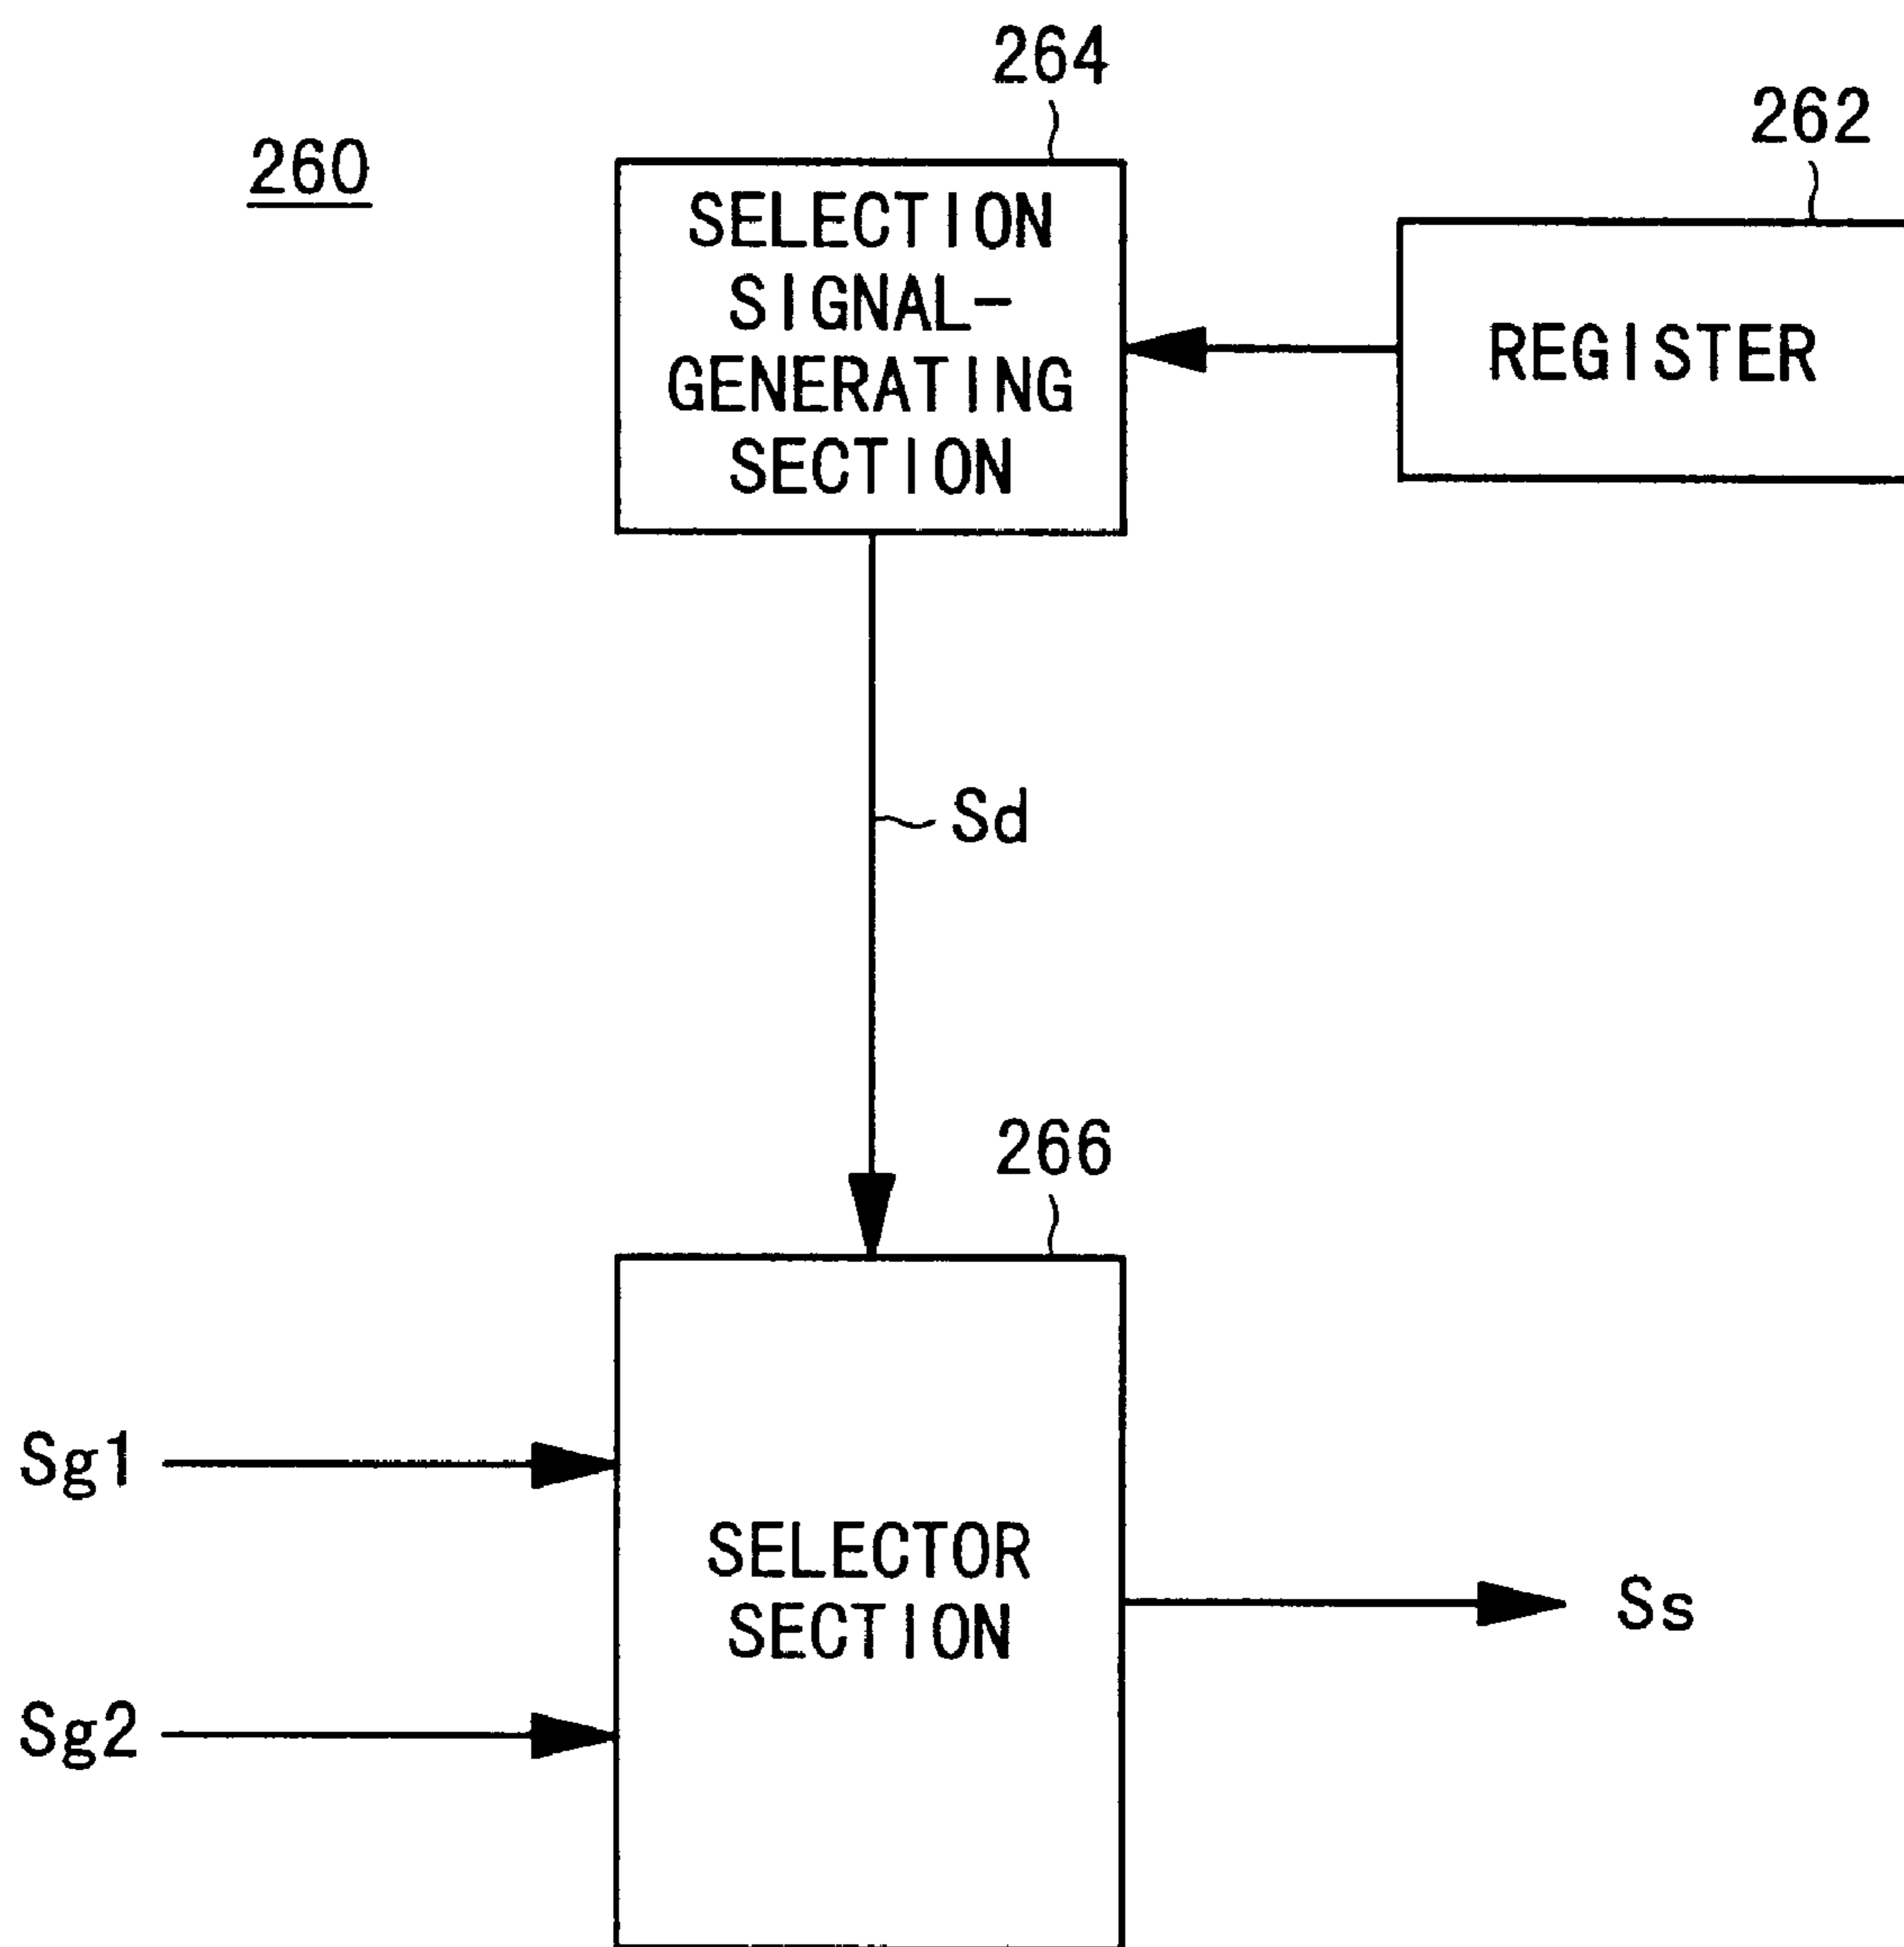 264
262
260
SELECTION
SIGNAL-
GENERATING
SECTION
REGISTER
Sd
266
Sg1
SELECTOR
SECTION
Ss
Sg2